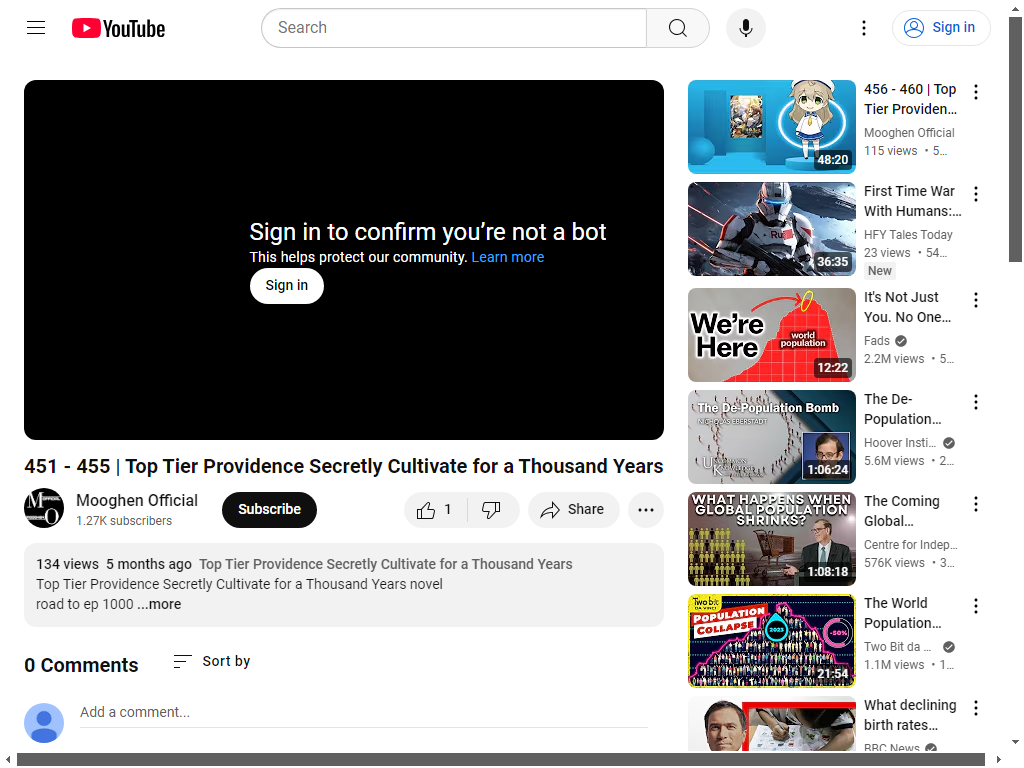 YouTube
Search
Sign in
Sign in to confirm you’re not a bot
This helps protect our community. Learn more
Sign in
451 - 455 | Top Tier Providence Secretly Cultivate for a Thousand Years
Mooghen Official
1.27K subscribers
Subscribe
1
Share
134 views 5 months ago Top Tier Providence Secretly Cultivate for a Thousand Years
Top Tier Providence Secretly Cultivate for a Thousand Years novel
road to ep 1000 ...more
0 Comments
Sort by
Add a comment...
48:20
456 - 460 | Top
Tier Providen...
Mooghen Official
115 views • 5...
36:35
First Time War
With Humans:...
HFY Tales Today
23 views • 54...
New
We're
Here
world
population
12:22
It's Not Just
You. No One...
Fads
2.2M views • 5...
The De-Population Bomb
NICHOLAS EBERSTADT
1:06:24
The De-
Population...
Hoover Insti...
5.6M views • 2...
WHAT HAPPENS WHEN
GLOBAL POPULATION
SHRINKS?
1:08:18
The Coming
Global...
Centre for Indep...
576K views • 3...
Two bit
DA VINCI
POPULATION
COLLAPSE
2023
-50%
21:54
The World
Population...
Two Bit da ...
1.1M views • 1...
What declining
birth rates...
BBC News